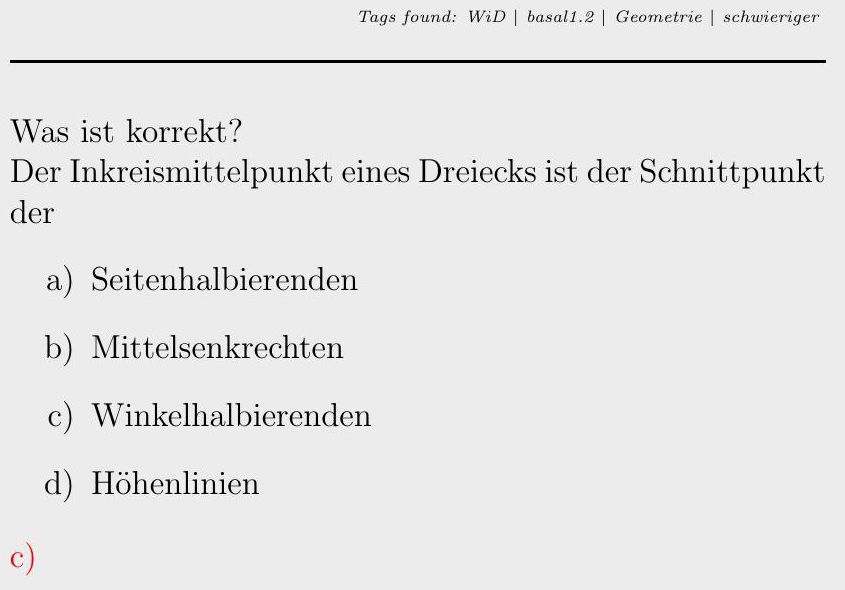 Tags found: WiD | basal1.2 | Geometrie | schwieriger
Was ist korrekt?
Der Inkreismittelpunkt eines Dreiecks ist der Schnittpunkt
der
a) Seitenhalbierenden
b) Mittelsenkrechten
c) Winkelhalbierenden
d) Höhenlinien
c)